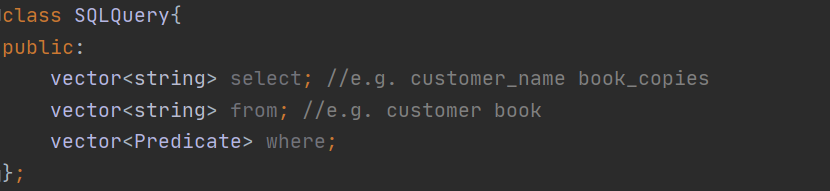 class SQLQuery{
public:
    vector<string> select; //e.g. customer_name book_copies
    vector<string> from; //e.g. customer book
    vector<Predicate> where;
};